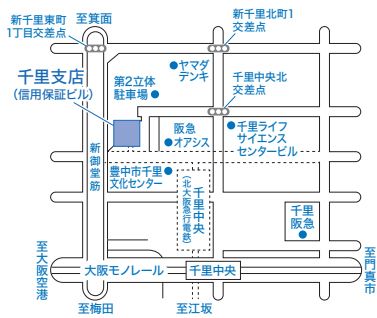 新千里東町
1丁目交差点
至箕面
新千里北町1
交差点
千里支店
(信用保証ビル)
第2立体
駐車場
ヤマダ
デンキ
千里中央北
交差点
阪急
オアシス
千里ライフ
サイエンス
センタービル
新御堂筋
豊中市千里
文化センター
千里中央
(北大阪急行電鉄)
千里
阪急
至大阪空港
大阪モノレール
千里中央
至門真市
至梅田
至江坂